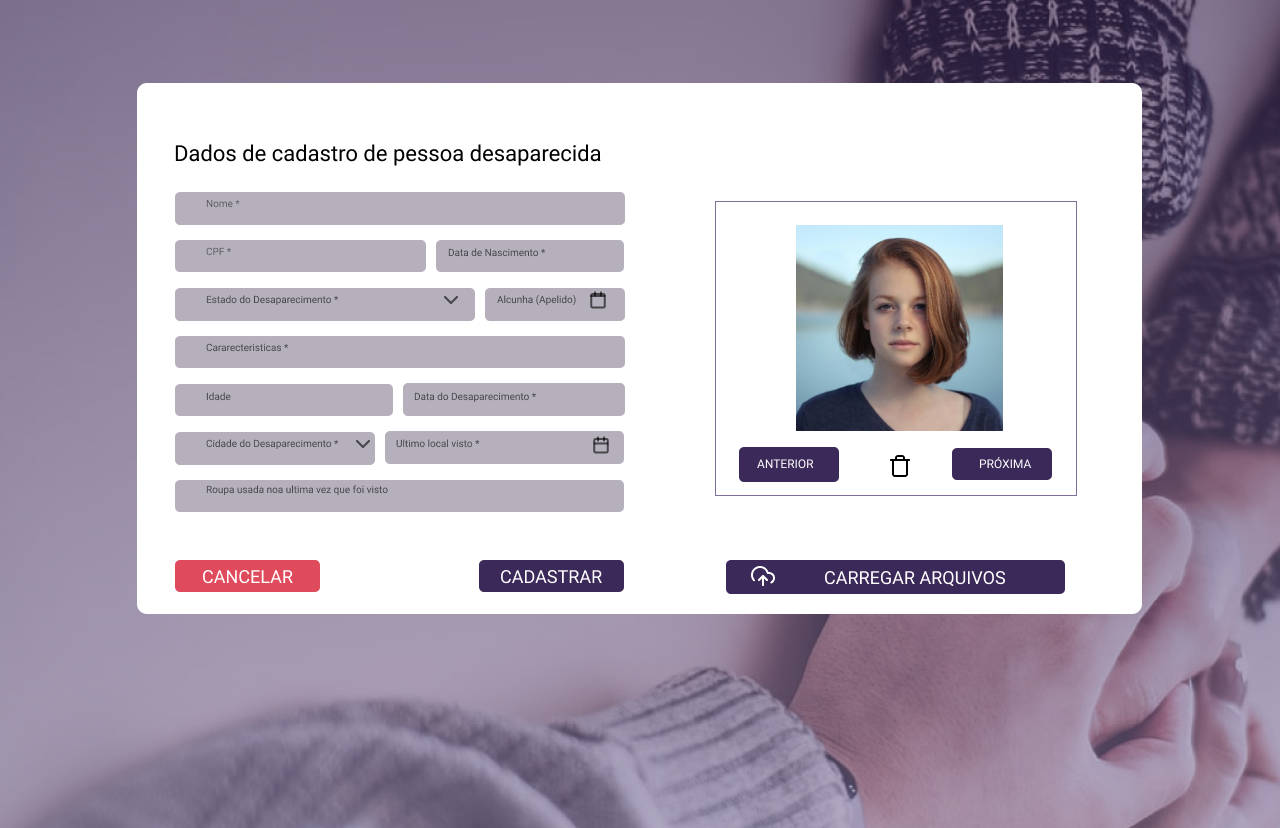 Dados de cadastro de pessoa desaparecida
Nome *
CPF *
Data de Nascimento *
Estado do Desaparecimento *
Alcunha (Apelido)
Cararecterísticas *
Idade
Data do Desaparecimento *
Cidade do Desaparecimento *
Ultimo local visto *
Roupa usada noa ultima vez que foi visto
ANTERIOR
PRÓXIMA
CANCELAR
CADASTRAR
CARREGAR ARQUIVOS